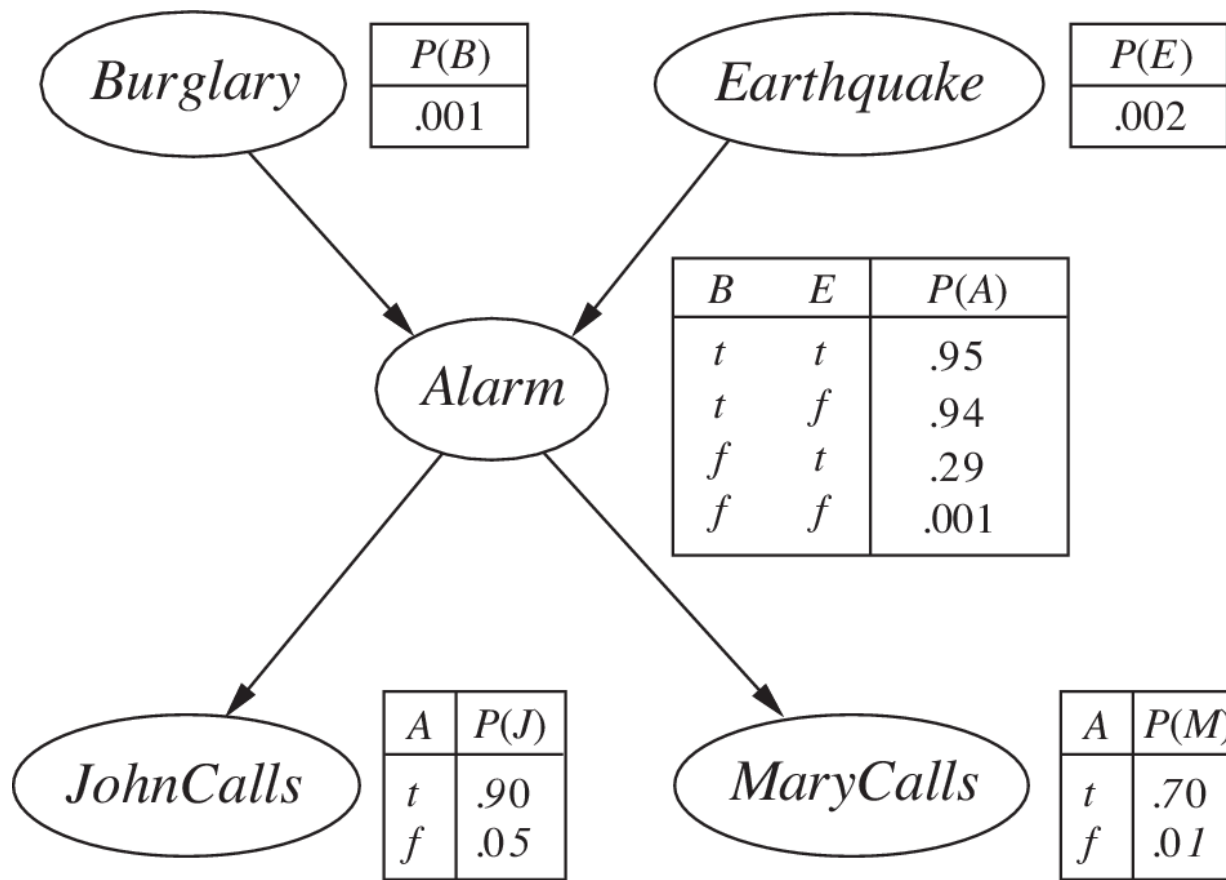 Burglary
P(B)
.001
Earthquake
P(E)
.002
Alarm
B E P(A)
t t .95
t f .94
f t .29
f f .001
JohnCalls
A P(J)
t .90
f .05
MaryCalls
A P(M)
t .70
f .01